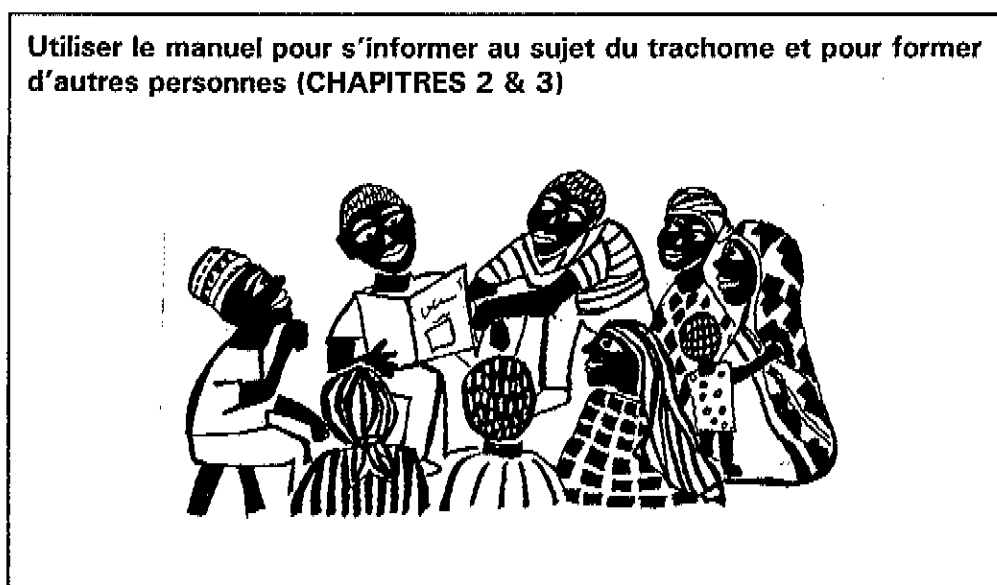 Utiliser le manuel pour s'informer au sujet du trachome et pour former
d'autres personnes (CHAPITRES 2 & 3)